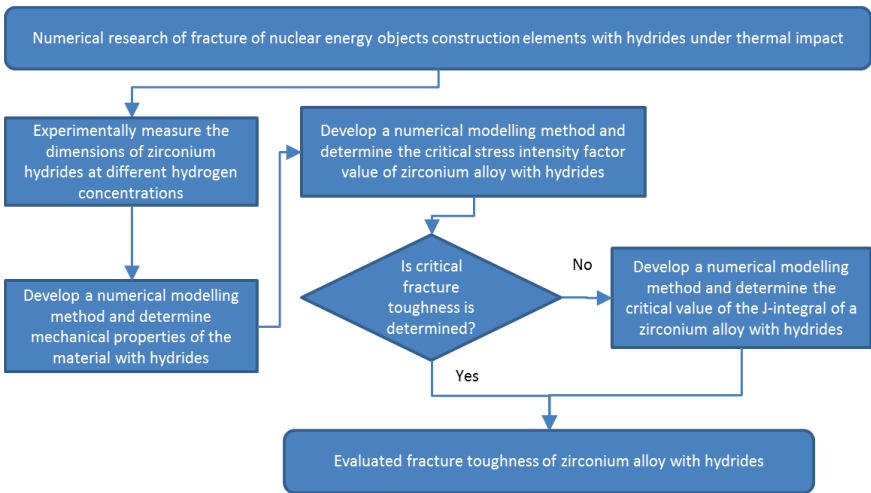 Numerical research of fracture of nuclear energy objects construction elements with hydrides under thermal impact
Experimentally measure the
dimensions of zirconium
hydrides at different hydrogen
concentrations
Develop a numerical modelling
method and determine
mechanical properties of the
material with hydrides
Develop a numerical modelling method and
determine the critical stress intensity factor
value of zirconium alloy with hydrides
Is critical
fracture
toughness is
determined?
No
Develop a numerical modelling
method and determine the
critical value of the J-integral of a
zirconium alloy with hydrides
Yes
Evaluated fracture toughness of zirconium alloy with hydrides